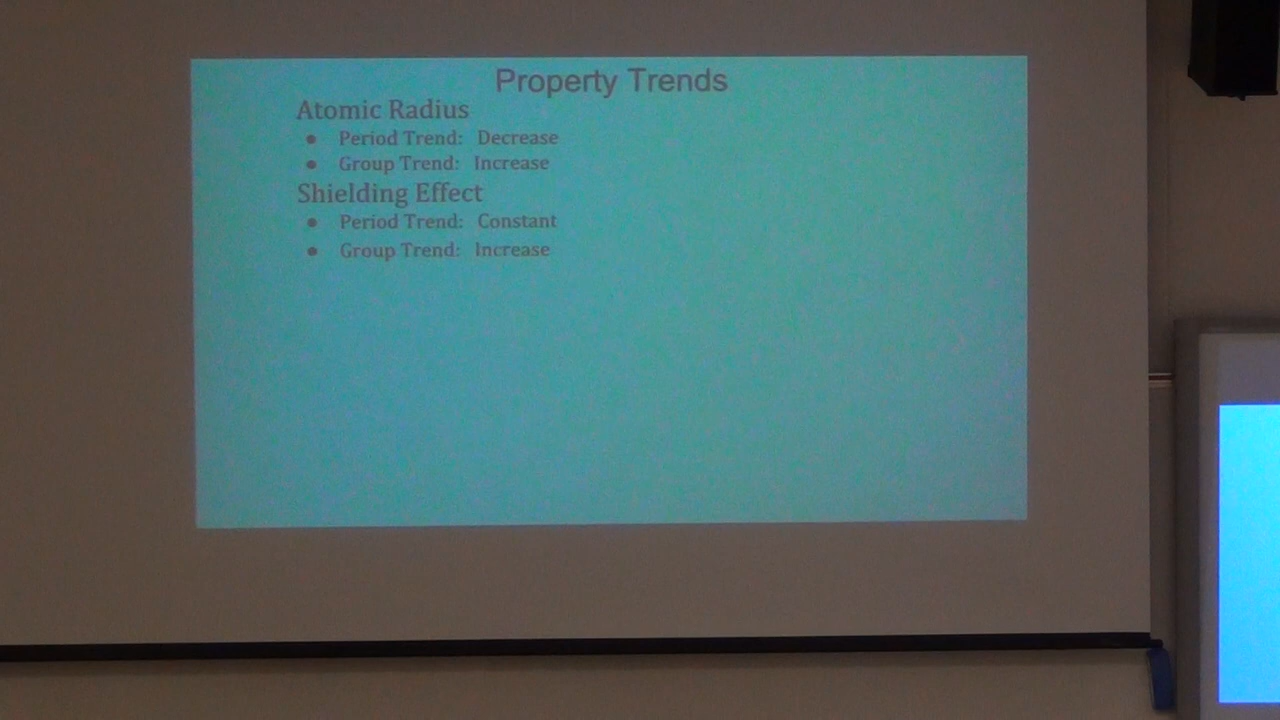 Property Trends
Atomic Radius
● Period Trend: Decrease
● Group Trend: Increase
Shielding Effect
● Period Trend: Constant
● Group Trend: Increase